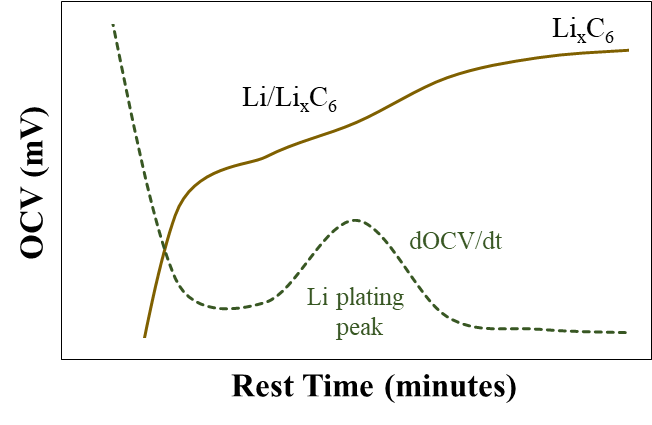 LiₓC₆
Li/LiₓC₆
OCV (mV)
dOCV/dt
Li plating
peak
Rest Time (minutes)